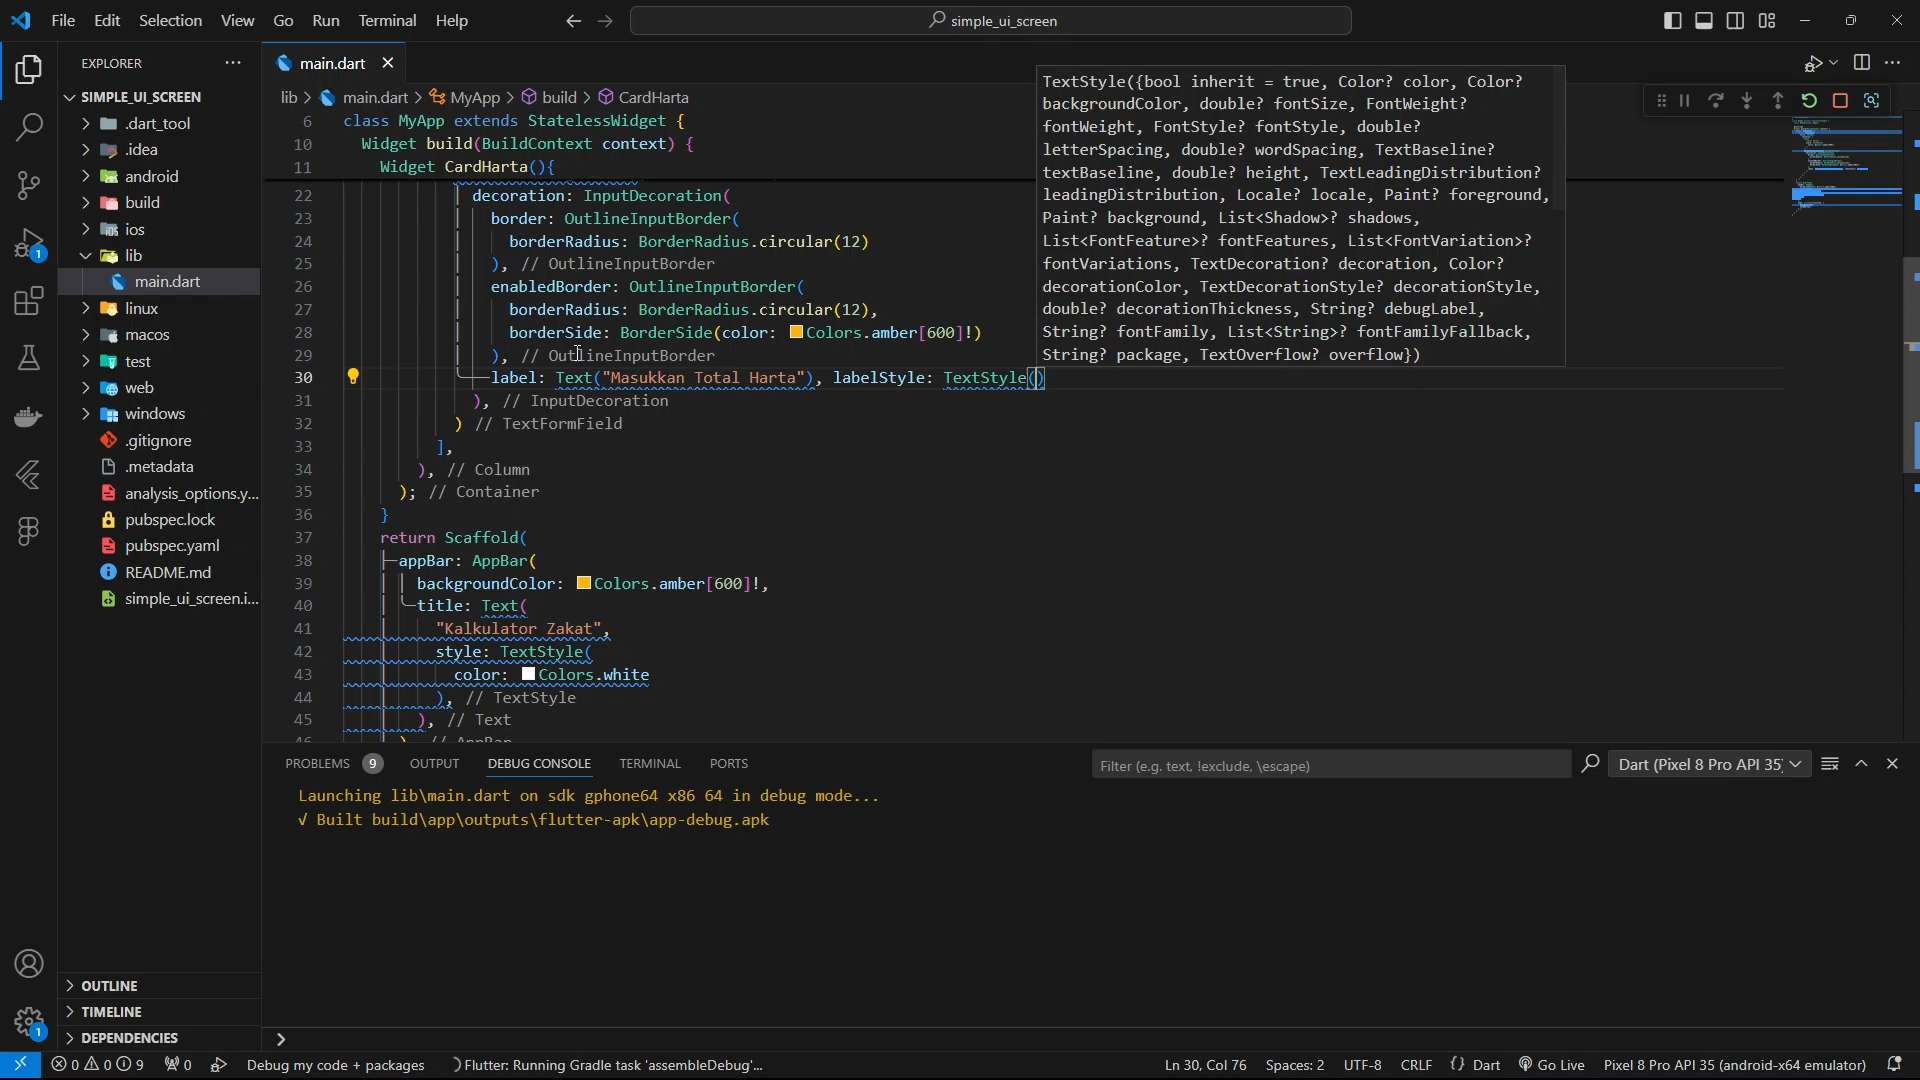 File Edit Selection View Go Run Terminal Help
simple_ui_screen
EXPLORER
main.dart
SIMPLE_UI_SCREEN
.dart_tool
.idea
android
build
ios
lib
main.dart
linux
macos
test
web
windows
.gitignore
.metadata
analysis_options.y...
pubspec.lock
pubspec.yaml
README.md
simple_ui_screen.i...
OUTLINE
TIMELINE
DEPENDENCIES
1
1
lib > main.dart > MyApp > build > CardHarta
6 class MyApp extends StatelessWidget {
10 Widget build(BuildContext context) {
11 Widget CardHarta(){
22 decoration: InputDecoration(
23 border: OutlineInputBorder(
24 borderRadius: BorderRadius.circular(12)
25 ), // OutlineInputBorder
26 enabledBorder: OutlineInputBorder(
27 borderRadius: BorderRadius.circular(12),
28 borderSide: BorderSide(color: Colors.amber[600]!)
29 ), // OutlineInputBorder
30 label: Text("Masukkan Total Harta"), labelStyle: TextStyle()
31 ), // InputDecoration
32 ) // TextFormField
33 ],
34 ), // Column
35 ); // Container
36 }
37 return Scaffold(
38 appBar: AppBar(
39 backgroundColor: Colors.amber[600]!,
40 title: Text(
41 "Kalkulator Zakat",
42 style: TextStyle(
43 color: Colors.white
44 ), // TextStyle
45 ), // Text
46 ), // AppBar
TextStyle({bool inherit = true, Color? color, Color?
backgroundColor, double? fontSize, FontWeight?
fontWeight, FontStyle? fontStyle, double?
letterSpacing, double? wordSpacing, TextBaseline?
textBaseline, double? height, TextLeadingDistribution?
leadingDistribution, Locale? locale, Paint? foreground,
Paint? background, List<Shadow>? shadows,
List<FontFeature>? fontFeatures, List<FontVariation>?
fontVariations, TextDecoration? decoration, Color?
decorationColor, TextDecorationStyle? decorationStyle,
double? decorationThickness, String? debugLabel,
String? fontFamily, List<String>? fontFamilyFallback,
String? package, TextOverflow? overflow})
PROBLEMS 9 OUTPUT DEBUG CONSOLE TERMINAL PORTS
Filter (e.g. text, !exclude, \escape)
Dart (Pixel 8 Pro API 35)
Launching lib\main.dart on sdk gphone64 x86 64 in debug mode...
√ Built build\app\outputs\flutter-apk\app-debug.apk
0 0 9 0 Debug my code + packages Flutter: Running Gradle task 'assembleDebug'... Ln 30, Col 76 Spaces: 2 UTF-8 CRLF {} Dart Go Live Pixel 8 Pro API 35 (android-x64 emulator)